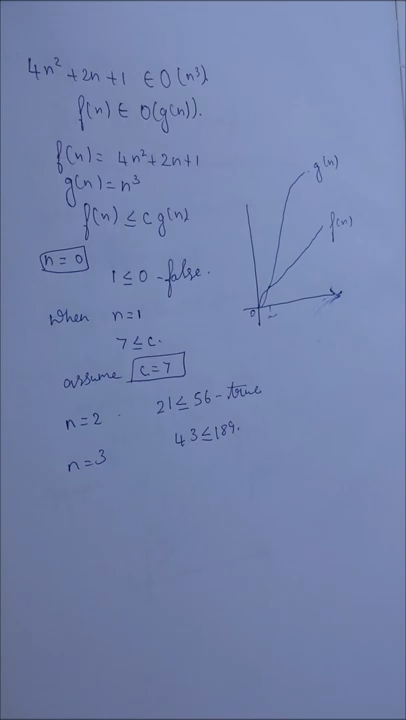 4n² + 2n + 1 ∈ O(n³)
f(n) ∈ O(g(n)).
f(n) = 4n² + 2n + 1
g(n) = n³
f(n) ≤ c g(n)
n = 0
1 ≤ 0 - false.
when n = 1
7 ≤ c.
assume c = 7
n = 2 21 ≤ 56 - true
n = 3 43 ≤ 189.
g(n)
f(n)
0